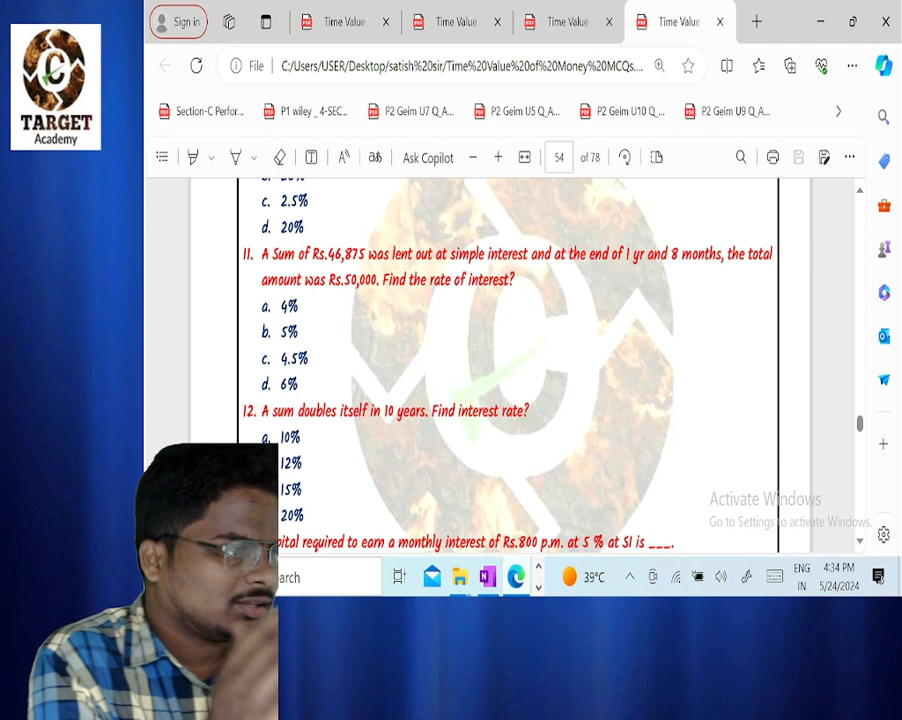 Sign in
Time Value
Time Value
Time Value
Time Value
TARGET
Academy
File
C:/Users/USER/Desktop/satish%20sir/Time%20Value%20of%20Money%20MCQs...
Section-C Perfor...
P1 wiley _ 4-SEC...
P2 Geim U7 Q_A...
P2 Geim U5 Q_A...
P2 Geim U10 Q_...
P2 Geim U9 Q_A...
Ask Copilot
54
of 78
c. 2.5%
d. 20%
11. A Sum of Rs.46,875 was lent out at simple interest and at the end of 1 yr and 8 months, the total
amount was Rs.50,000. Find the rate of interest?
a. 4%
b. 5%
c. 4.5%
d. 6%
12. A sum doubles itself in 10 years. Find interest rate?
a. 10%
12%
15%
20%
required to earn a monthly interest of Rs.800 p.m. at 5 % at SI is ___.
Activate Windows
Go to Settings to activate Windows.
39°C
ENG
IN
4:34 PM
5/24/2024